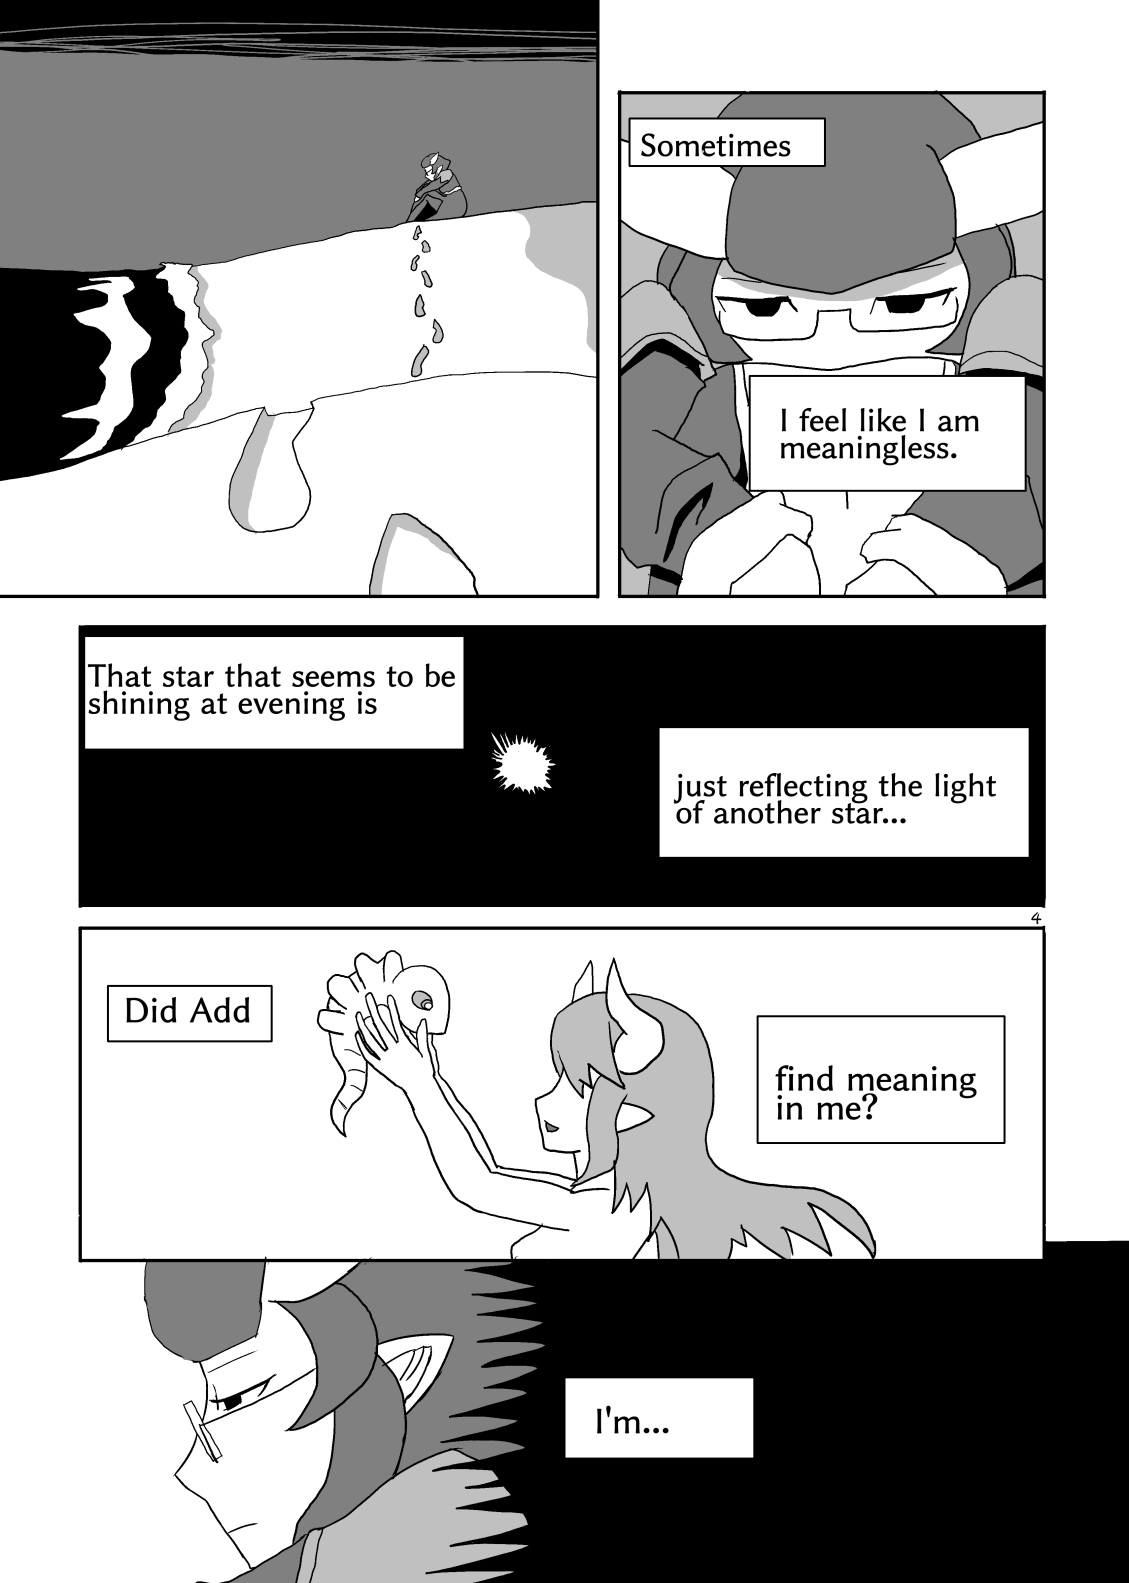 Sometimes
I feel like I am
meaningless.
That star that seems to be
shining at evening is
just reflecting the light
of another star...
4
Did Add
find meaning
in me?
I'm...